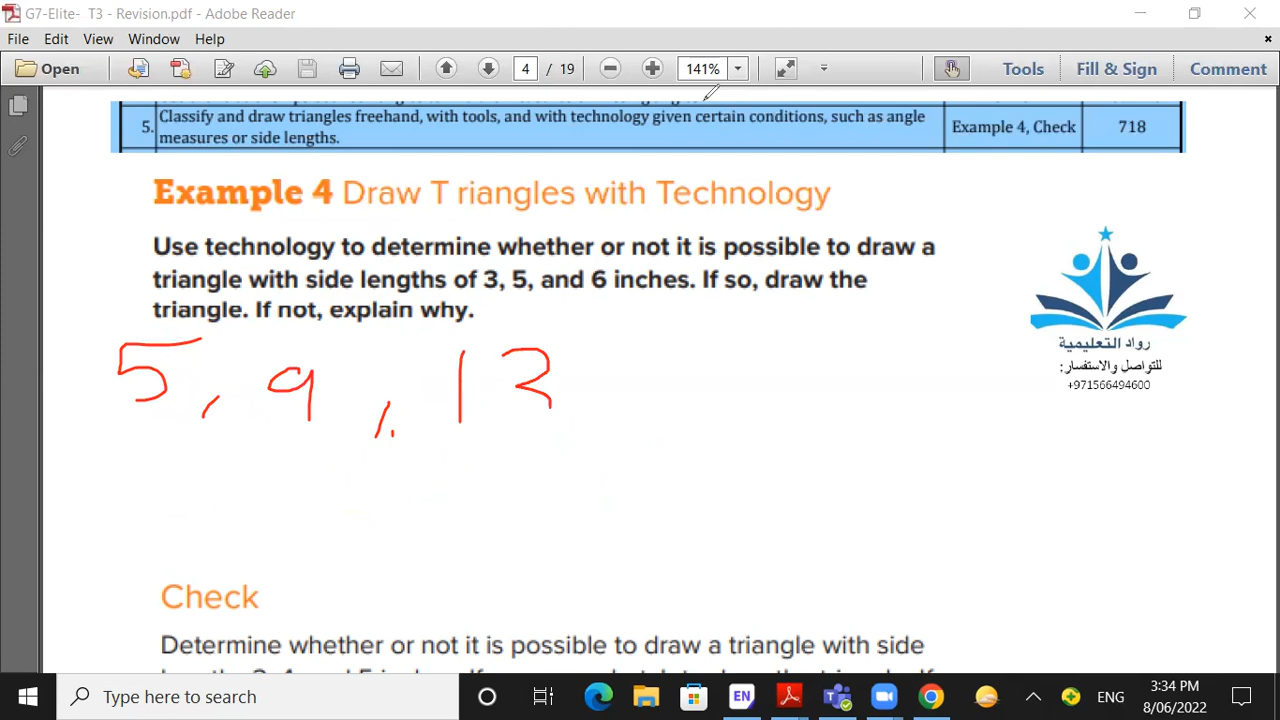 G7-Elite- T3 - Revision.pdf - Adobe Reader
File Edit View Window Help
Open 4 / 19 141% Tools Fill & Sign Comment
5. Classify and draw triangles freehand, with tools, and with technology given certain conditions, such as angle measures or side lengths. Example 4, Check 718
Example 4 Draw T riangles with Technology
Use technology to determine whether or not it is possible to draw a
triangle with side lengths of 3, 5, and 6 inches. If so, draw the
triangle. If not, explain why.
رواد التعليمية
للتواصل والاستفسار:
+971566494600
5 , 9 , 13
Check
Determine whether or not it is possible to draw a triangle with side
Type here to search
EN
ENG
3:34 PM
8/06/2022